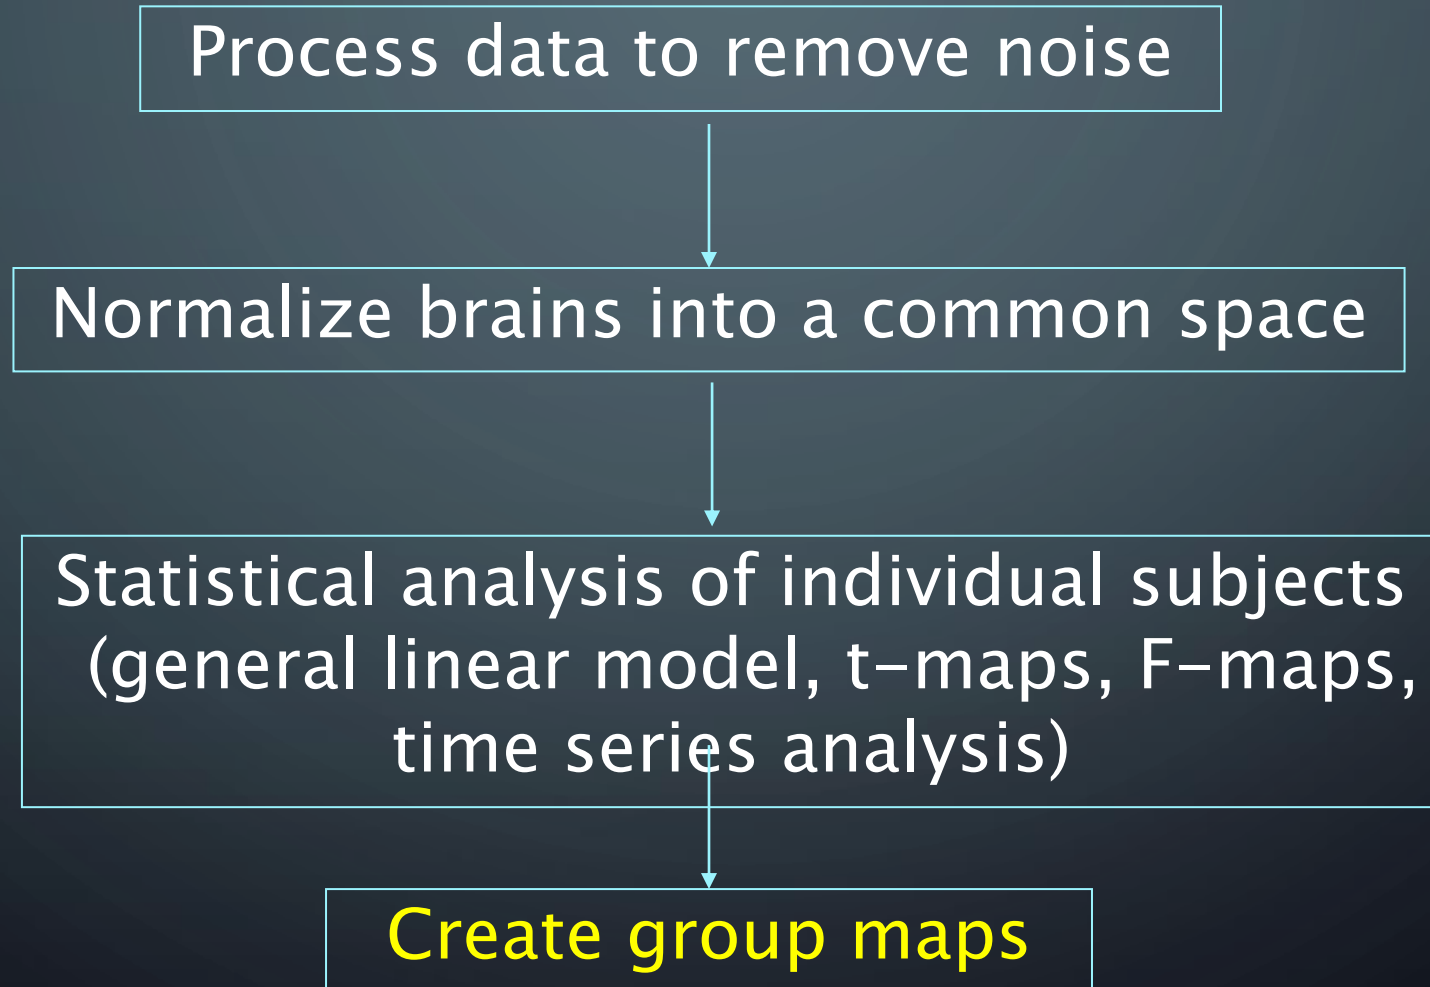 Process data to remove noise
Normalize brains into a common space
Statistical analysis of individual subjects
(general linear model, t-maps, F-maps,
time series analysis)
Create group maps